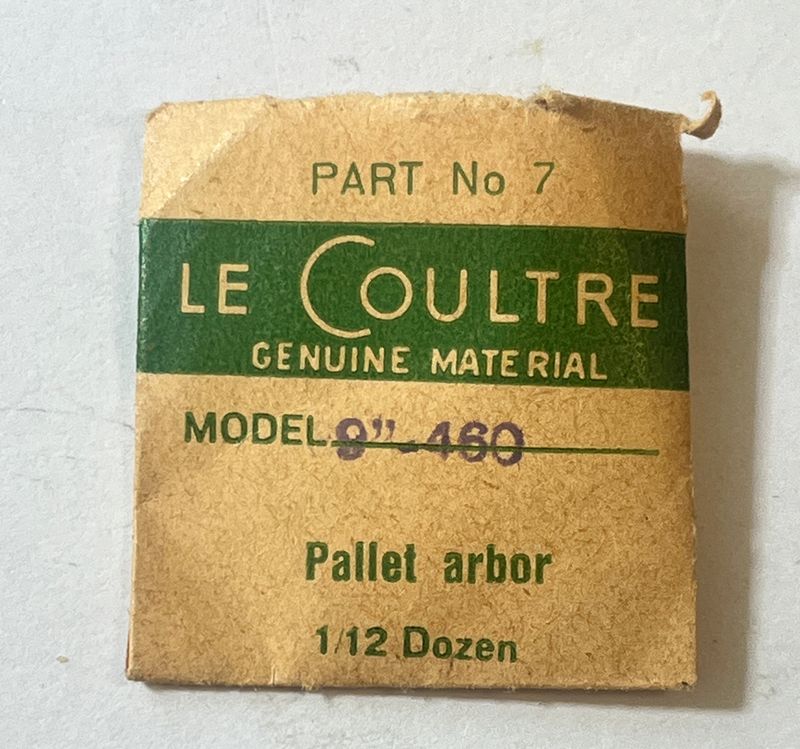 PART No 7
LE COULTRE
GENUINE MATERIAL
MODEL 9'''-460
Pallet arbor
1/12 Dozen